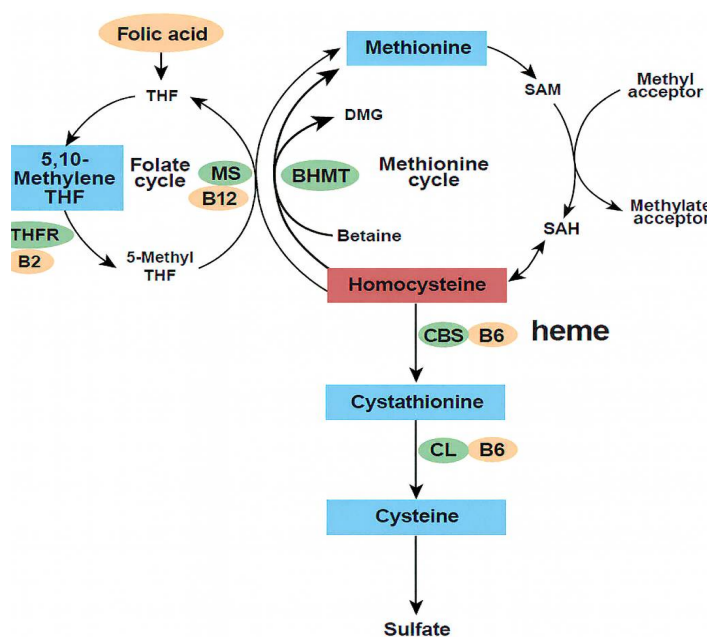 Folic acid
THF
5,10-
Methylene
THF
Folate
cycle
MS
B12
THFR
B2
5-Methyl
THF
Methionine
DMG
BHMT
Methionine
cycle
Betaine
SAM
Methyl
acceptor
Methylate
acceptor
SAH
Homocysteine
CBS
B6
heme
Cystathionine
CL
B6
Cysteine
Sulfate